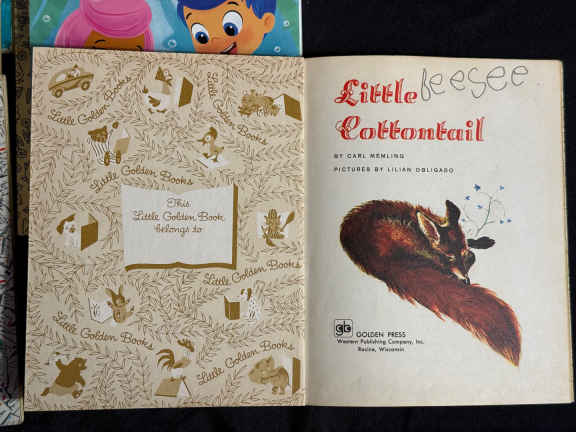 Little Golden Books
Little Golden Books
Little Golden Books
This
Little Golden Book
belongs to
Little Golden Books
Little Golden Books
Little Golden Books
Little beesee
Cottontail
BY CARL MEMLING
PICTURES BY LILIAN OBLIGADO
GOLDEN PRESS
Western Publishing Company, Inc.
Racine, Wisconsin